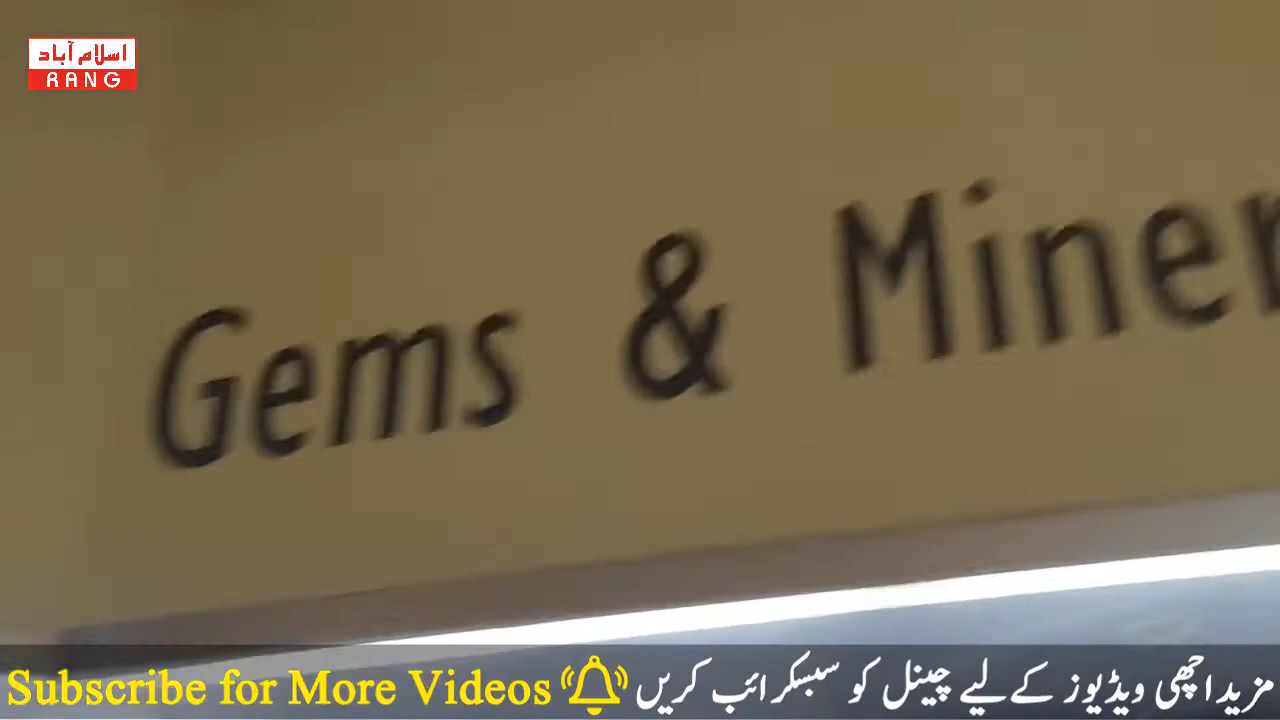 اسلام آباد
RANG
Gems & Miner
Subscribe for More Videos
مزید اچھی ویڈیوز کے لیے چینل کو سبسکرائب کریں